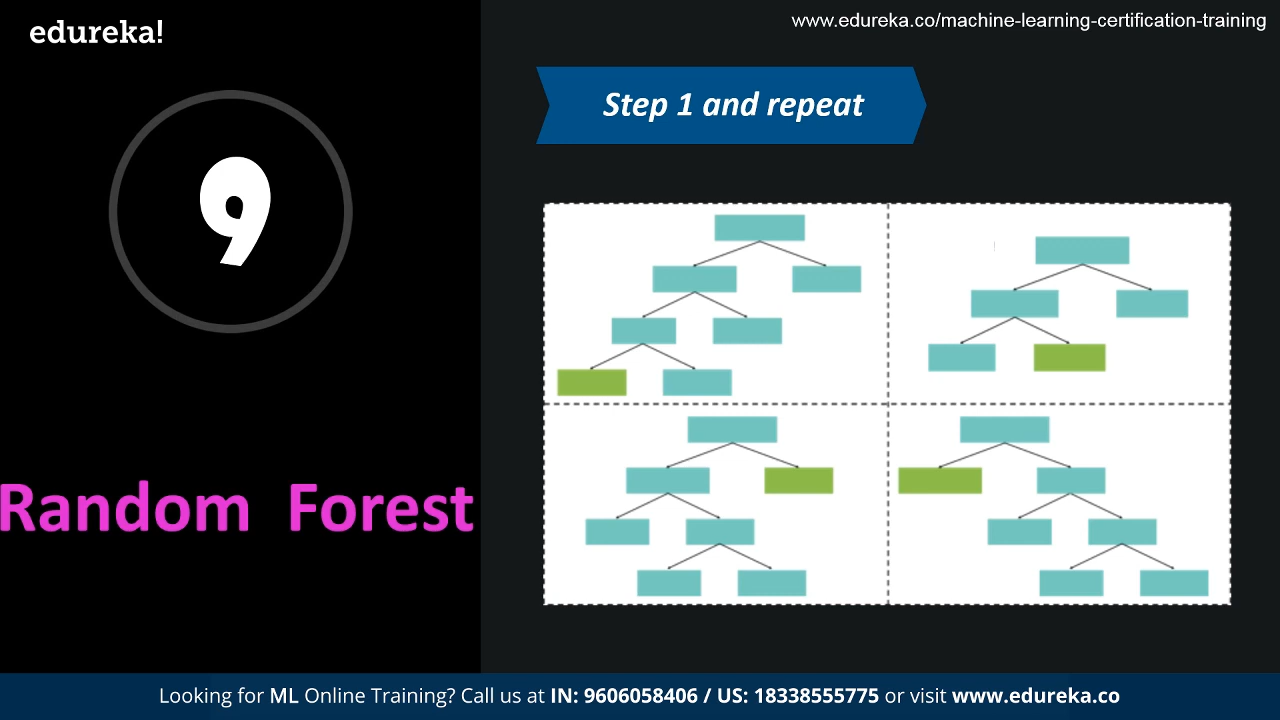 edureka!
www.edureka.co/machine-learning-certification-training
9
Step 1 and repeat
Random Forest
Looking for ML Online Training? Call us at IN: 9606058406 / US: 18338555775 or visit www.edureka.co